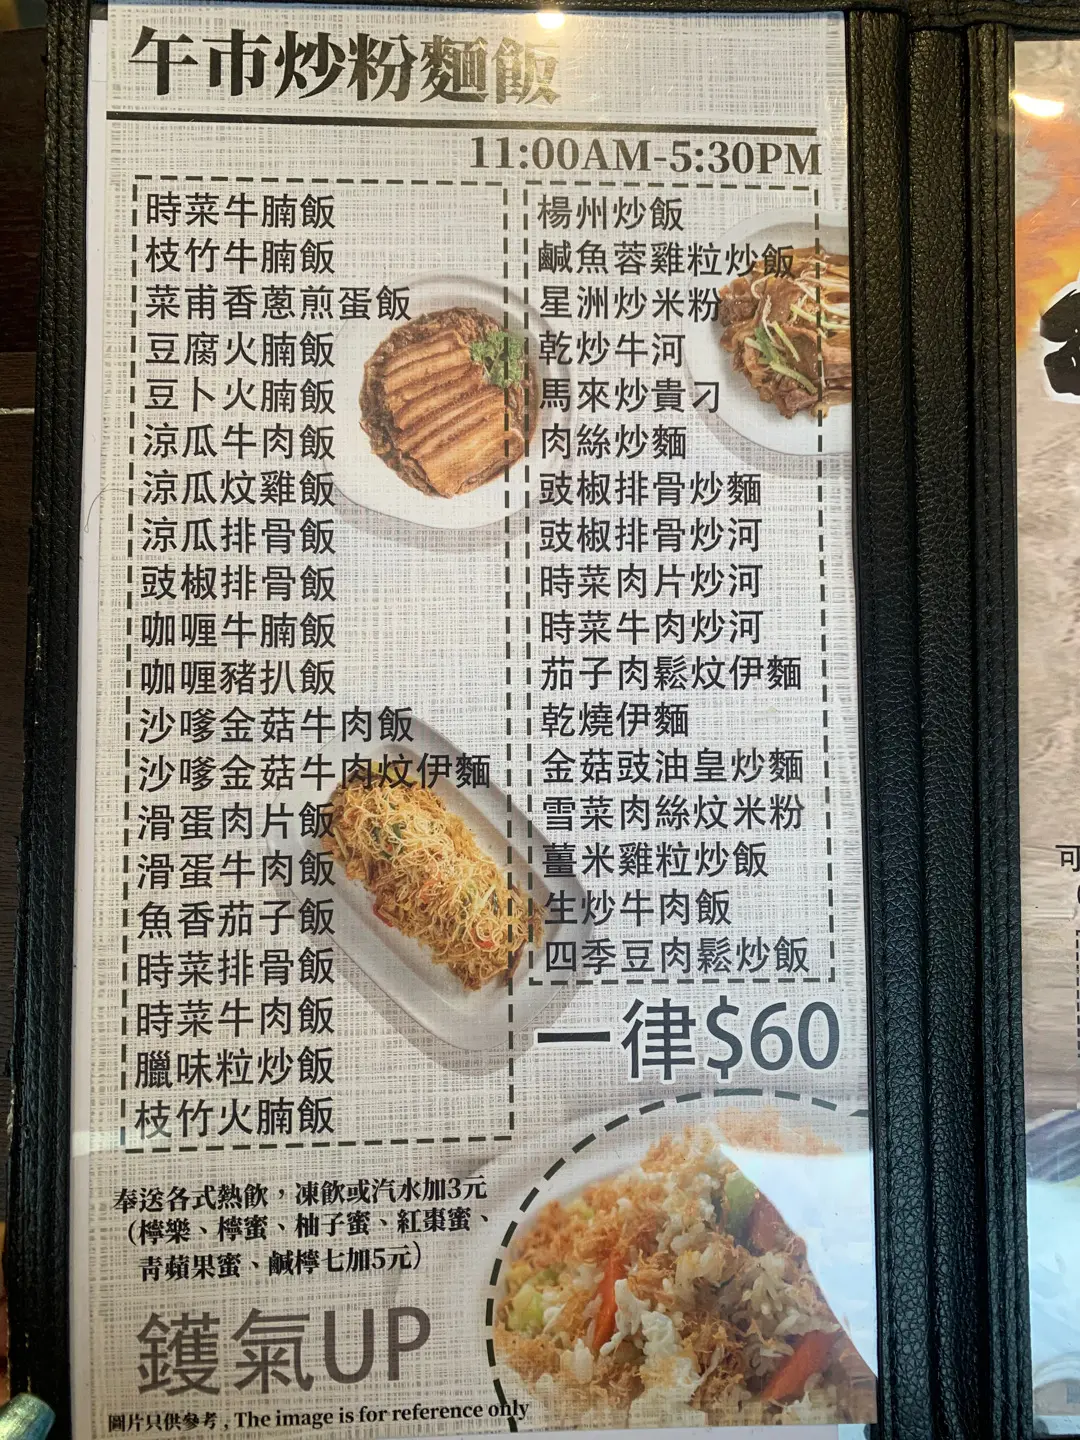 午市炒粉麵飯
11:00AM-5:30PM
時菜牛腩飯
枝竹牛腩飯
菜甫香蔥煎蛋飯
豆腐火腩飯
豆卜火腩飯
涼瓜牛肉飯
涼瓜炆雞飯
涼瓜排骨飯
豉椒排骨飯
咖喱牛腩飯
咖喱豬扒飯
沙嗲金菇牛肉飯
沙嗲金菇牛肉炆伊麵
滑蛋肉片飯
滑蛋牛肉飯
魚香茄子飯
時菜排骨飯
時菜牛肉飯
臘味粒炒飯
枝竹火腩飯
楊州炒飯
鹹魚蓉雞粒炒飯
星洲炒米粉
乾炒牛河
馬來炒貴刁
肉絲炒麵
豉椒排骨炒麵
豉椒排骨炒河
時菜肉片炒河
時菜牛肉炒河
茄子肉鬆炆伊麵
乾燒伊麵
金菇豉油皇炒麵
雪菜肉絲炆米粉
薑米雞粒炒飯
生炒牛肉飯
四季豆肉鬆炒飯
一律$60
奉送各式熱飲，凍飲或汽水加3元
（檸樂、檸蜜、柚子蜜、紅棗蜜、
青蘋果蜜、鹹檸七加5元）
鑊氣UP
圖片只供參考 , The image is for reference only
可